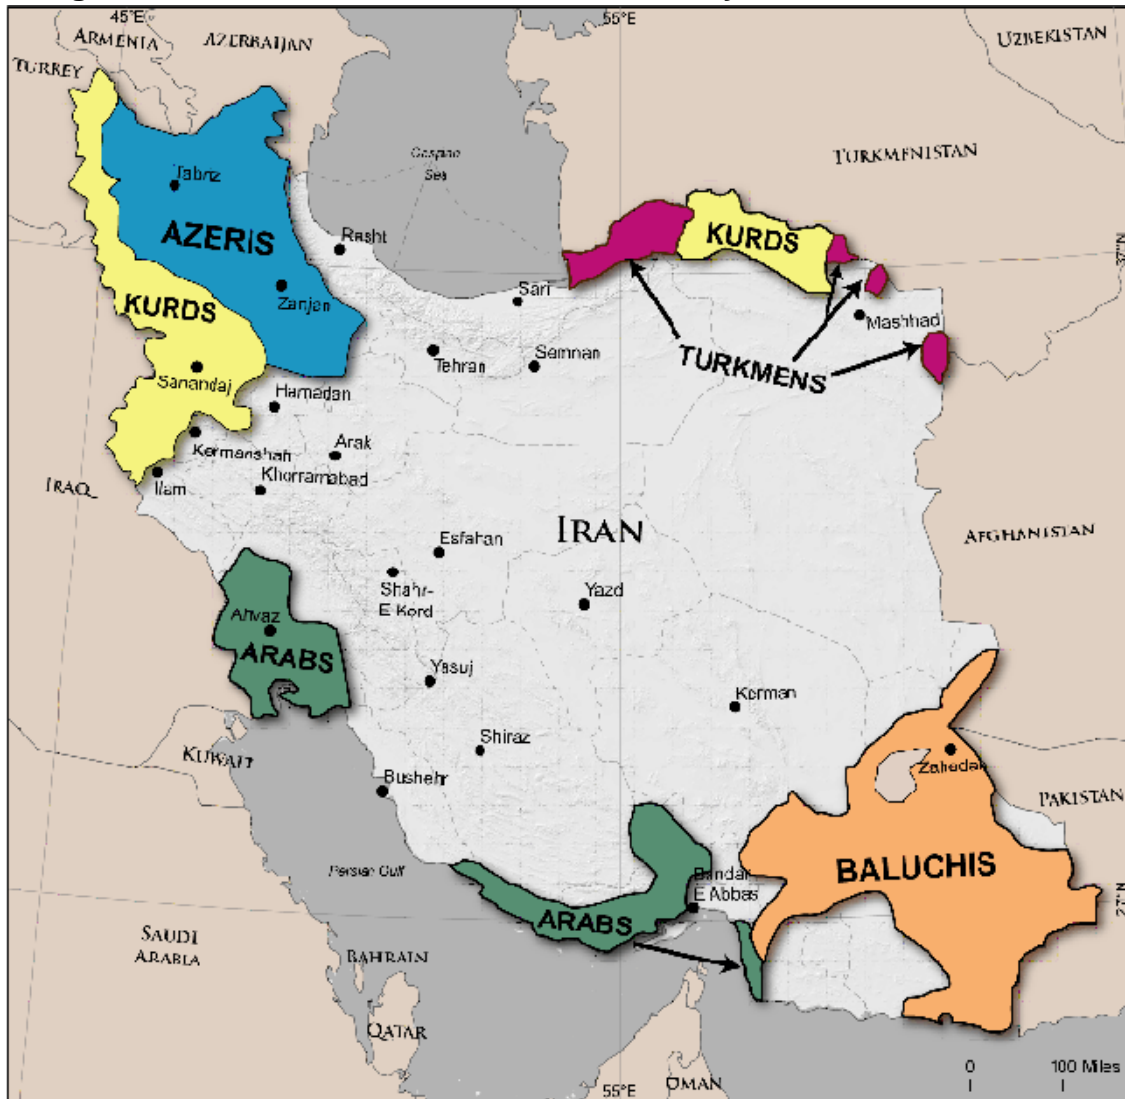 45°E
55°E
ARMENIA
AZERBAIJAN
UZBEKISTAN
TURKEY
Caspian
Sea
TURKMENISTAN
Tabriz
AZERIS
Rasht
KURDS
37°N
Zanjan
KURDS
Sari
Mashhad
Tehran
Semnan
TURKMENS
Sanandaj
Hamadan
Kermanshah
Arak
IRAQ
Ilam
Khorramabad
IRAN
AFGHANISTAN
Esfahan
Shahr-
E Kord
Yazd
Ahvaz
ARABS
Yasuj
Kerman
Shiraz
KUWAIT
Zahedan
Bushehr
PAKISTAN
Persian Gulf
BALUCHIS
Bandar
E Abbas
27°N
ARABS
SAUDI
ARABIA
BAHRAIN
QATAR
OMAN
55°E
0 100 Miles